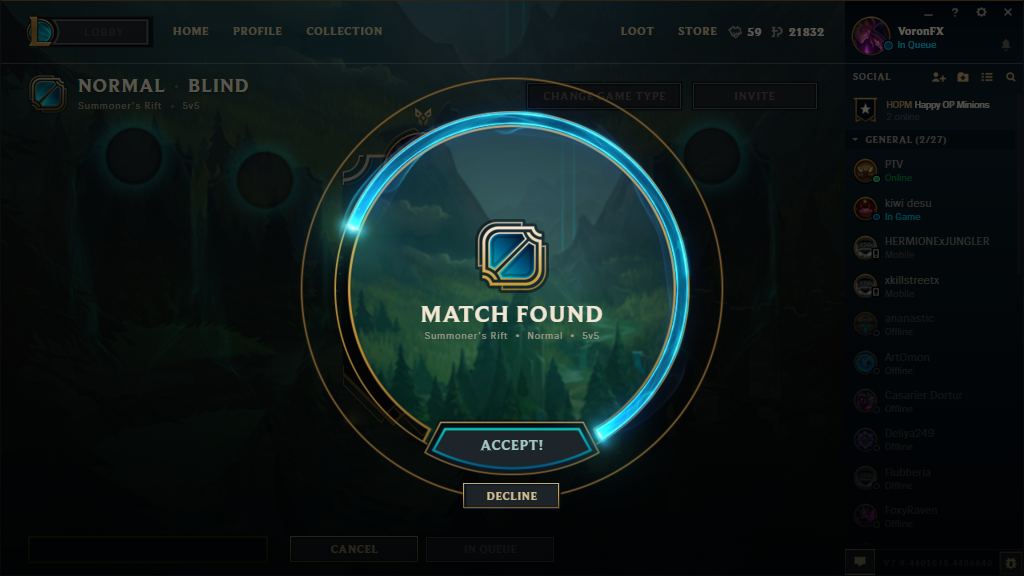 LOBBY
HOME PROFILE COLLECTION
LOOT STORE 59 21832
VoronFX
In Queue
NORMAL · BLIND
Summoner's Rift • 5v5
CHANGE GAME TYPE INVITE
MATCH FOUND
Summoner's Rift • Normal • 5v5
ACCEPT!
DECLINE
CANCEL IN QUEUE
SOCIAL
HOPM Happy OP Minions
2 online
GENERAL (2/27)
PTV
Online
kiwi desu
In Game
HERMIONExJUNGLER
Mobile
xkillstreetx
Mobile
ananastic
Offline
ArtOmon
Offline
Casarier Dortur
Offline
Deliya249
Offline
Flubberia
Offline
FoxyRaven
Offline